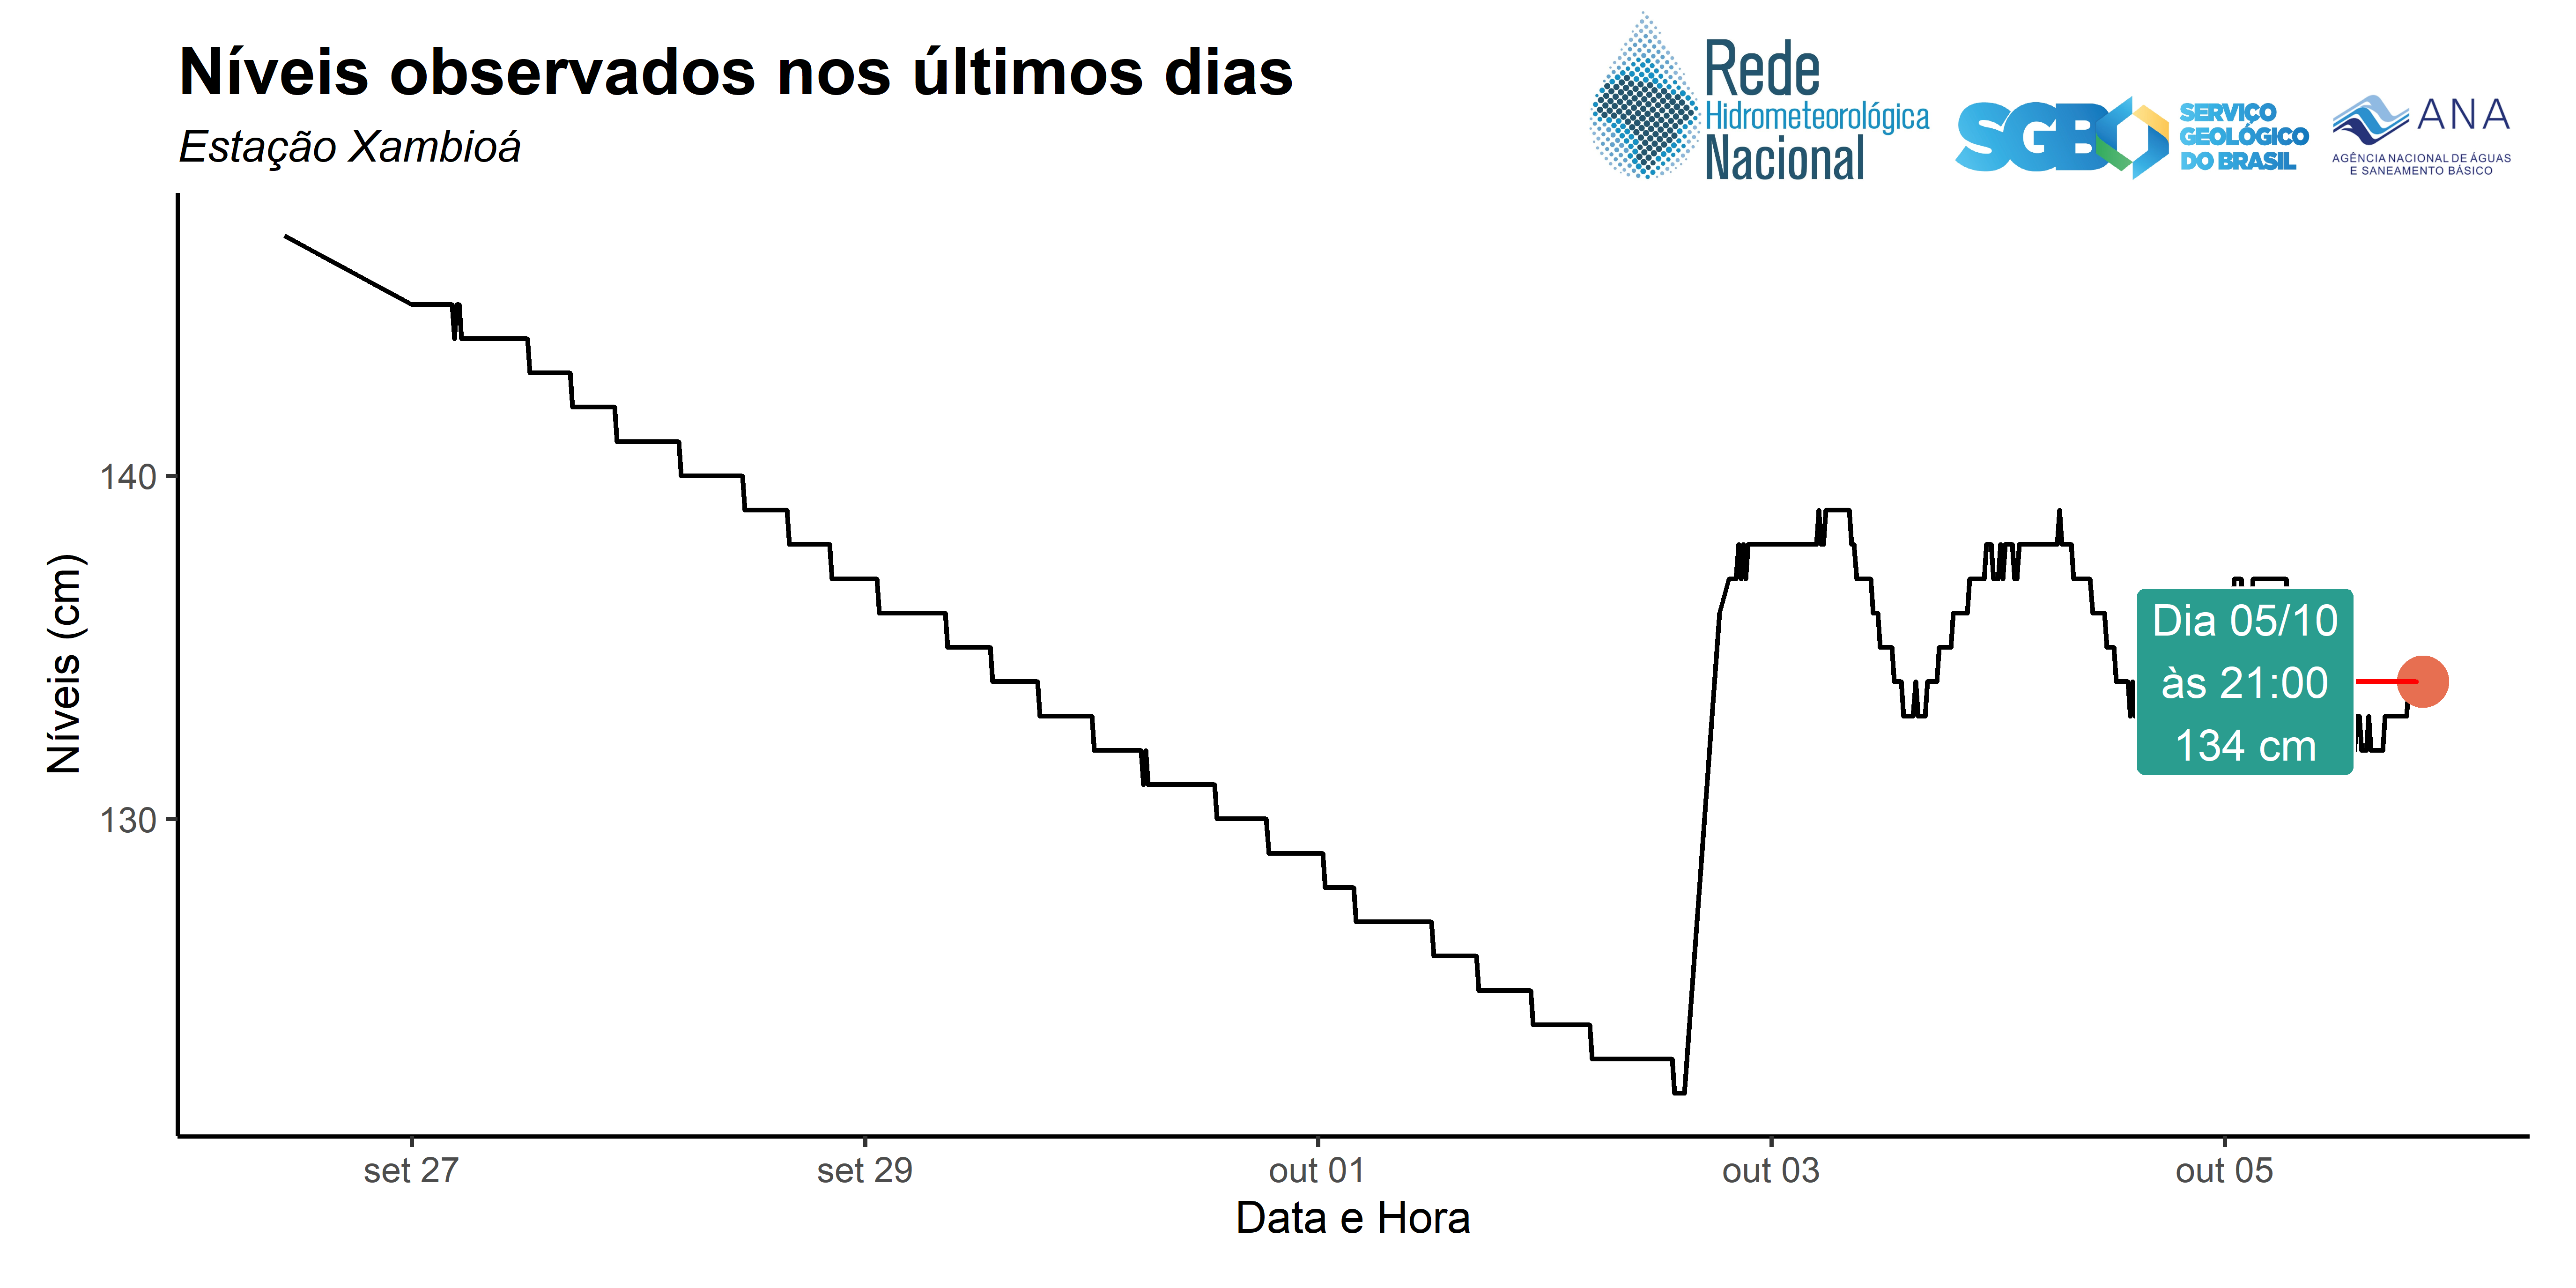 Níveis observados nos últimos dias
Estação Xambioá
Rede
Hidrometeorológica
Nacional
SGB
SERVIÇO
GEOLÓGICO
DO BRASIL
ANA
AGÊNCIA NACIONAL DE ÁGUAS
E SANEAMENTO BÁSICO
Níveis (cm)
140
130
Dia 05/10
às 21:00
134 cm
set 27
set 29
out 01
out 03
out 05
Data e Hora